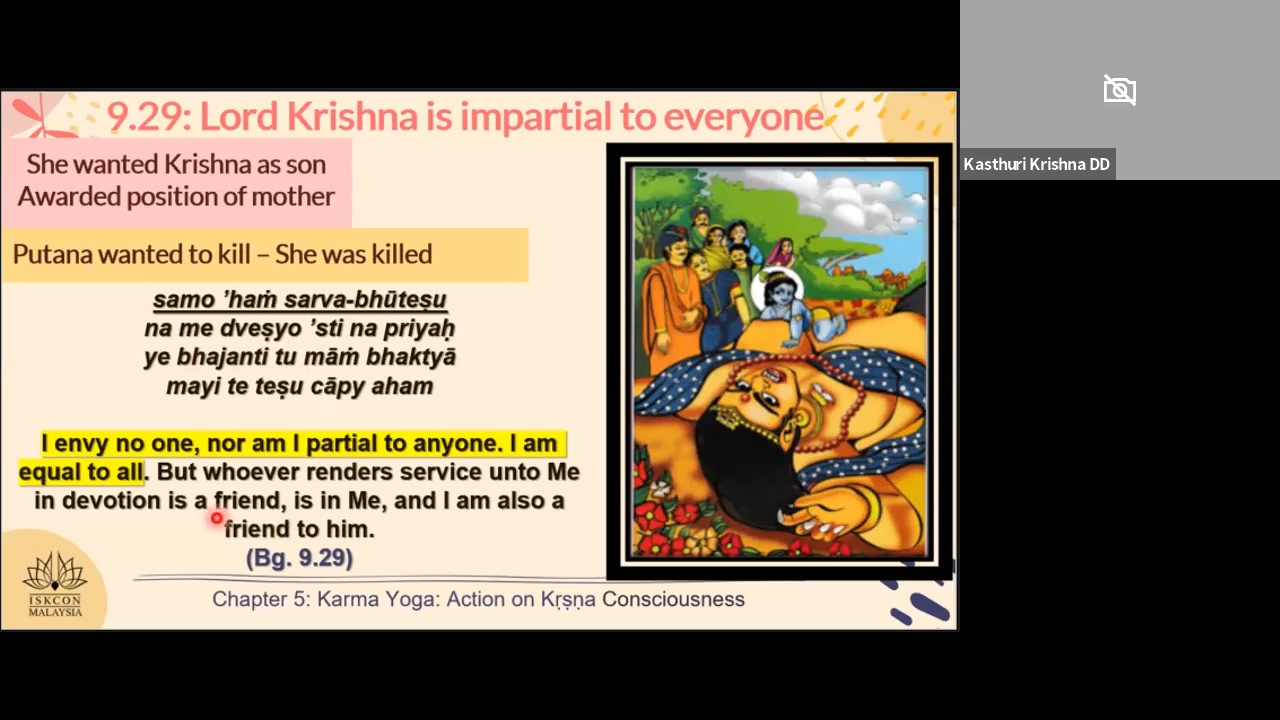 9.29: Lord Krishna is impartial to everyone
She wanted Krishna as son
Awarded position of mother
Putana wanted to kill – She was killed
samo ’haṁ sarva-bhūteṣu
na me dveṣyo ’sti na priyaḥ
ye bhajanti tu māṁ bhaktyā
mayi te teṣu cāpy aham
I envy no one, nor am I partial to anyone. I am
equal to all. But whoever renders service unto Me
in devotion is a friend, is in Me, and I am also a
friend to him.
(Bg. 9.29)
ISKCON
MALAYSIA
Chapter 5: Karma Yoga: Action on Kṛṣṇa Consciousness
Kasthuri Krishna DD